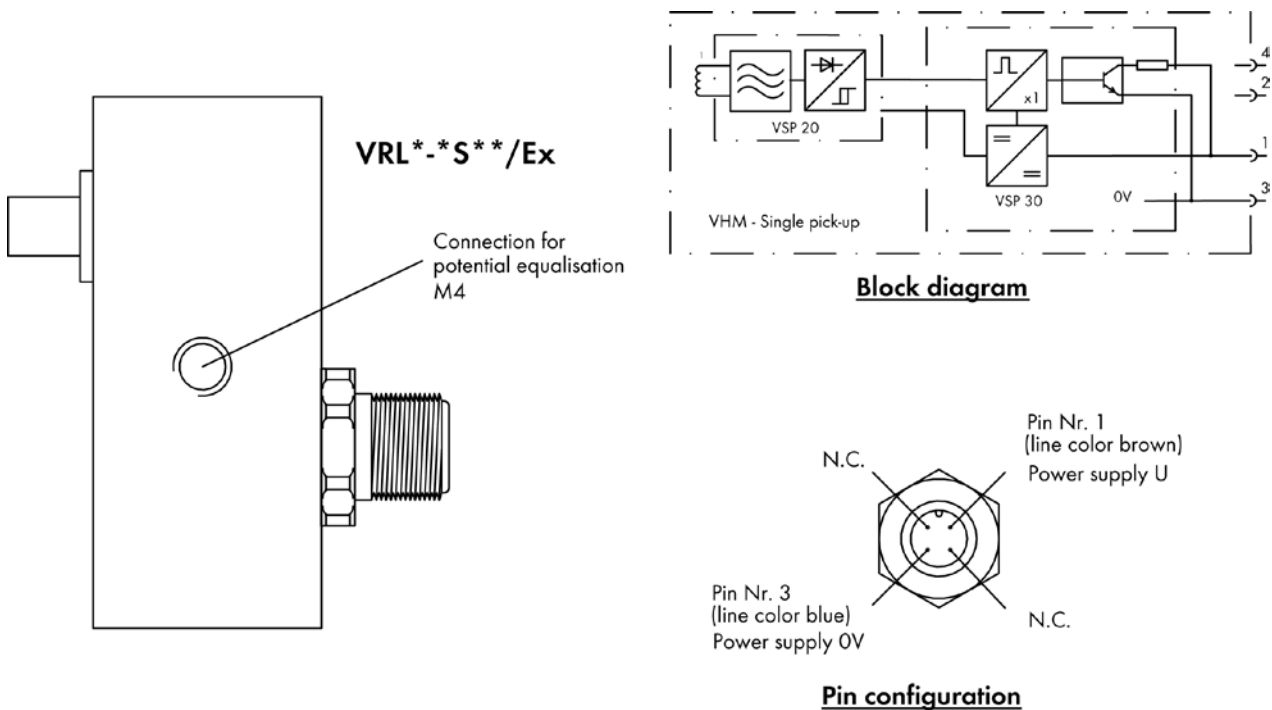 VRL*-*S**/Ex
Connection for
potential equalisation
M4
1
x1
VSP 20
VSP 30
0V
VHM - Single pick-up
4
2
1
3
Block diagram
N.C.
Pin Nr. 1
(line color brown)
Power supply U
Pin Nr. 3
(line color blue)
Power supply 0V
N.C.
Pin configuration